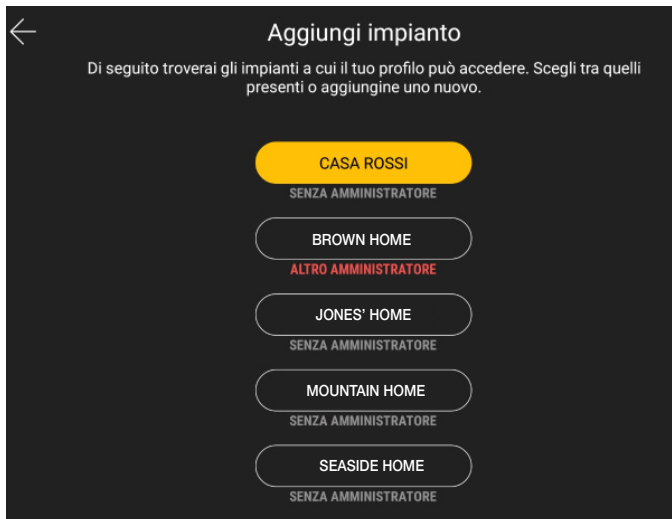 Aggiungi impianto
Di seguito troverai gli impianti a cui il tuo profilo può accedere. Scegli tra quelli
presenti o aggiungine uno nuovo.
CASA ROSSI
SENZA AMMINISTRATORE
BROWN HOME
ALTRO AMMINISTRATORE
JONES’ HOME
SENZA AMMINISTRATORE
MOUNTAIN HOME
SENZA AMMINISTRATORE
SEASIDE HOME
SENZA AMMINISTRATORE